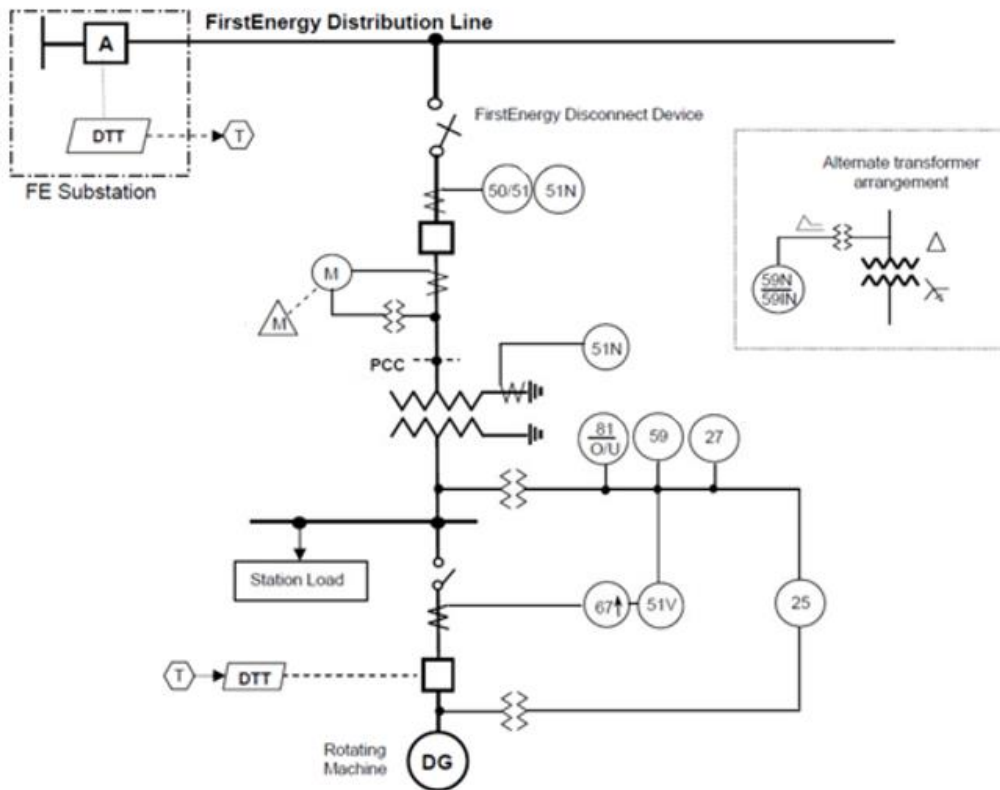 FirstEnergy Distribution Line
A
DTT
T
FE Substation
FirstEnergy Disconnect Device
50/51
51N
Alternate transformer
arrangement
59N
59IN
M
M
PCC
51N
81
O/U
59
27
Station Load
67
51V
25
T
DTT
Rotating
Machine
DG